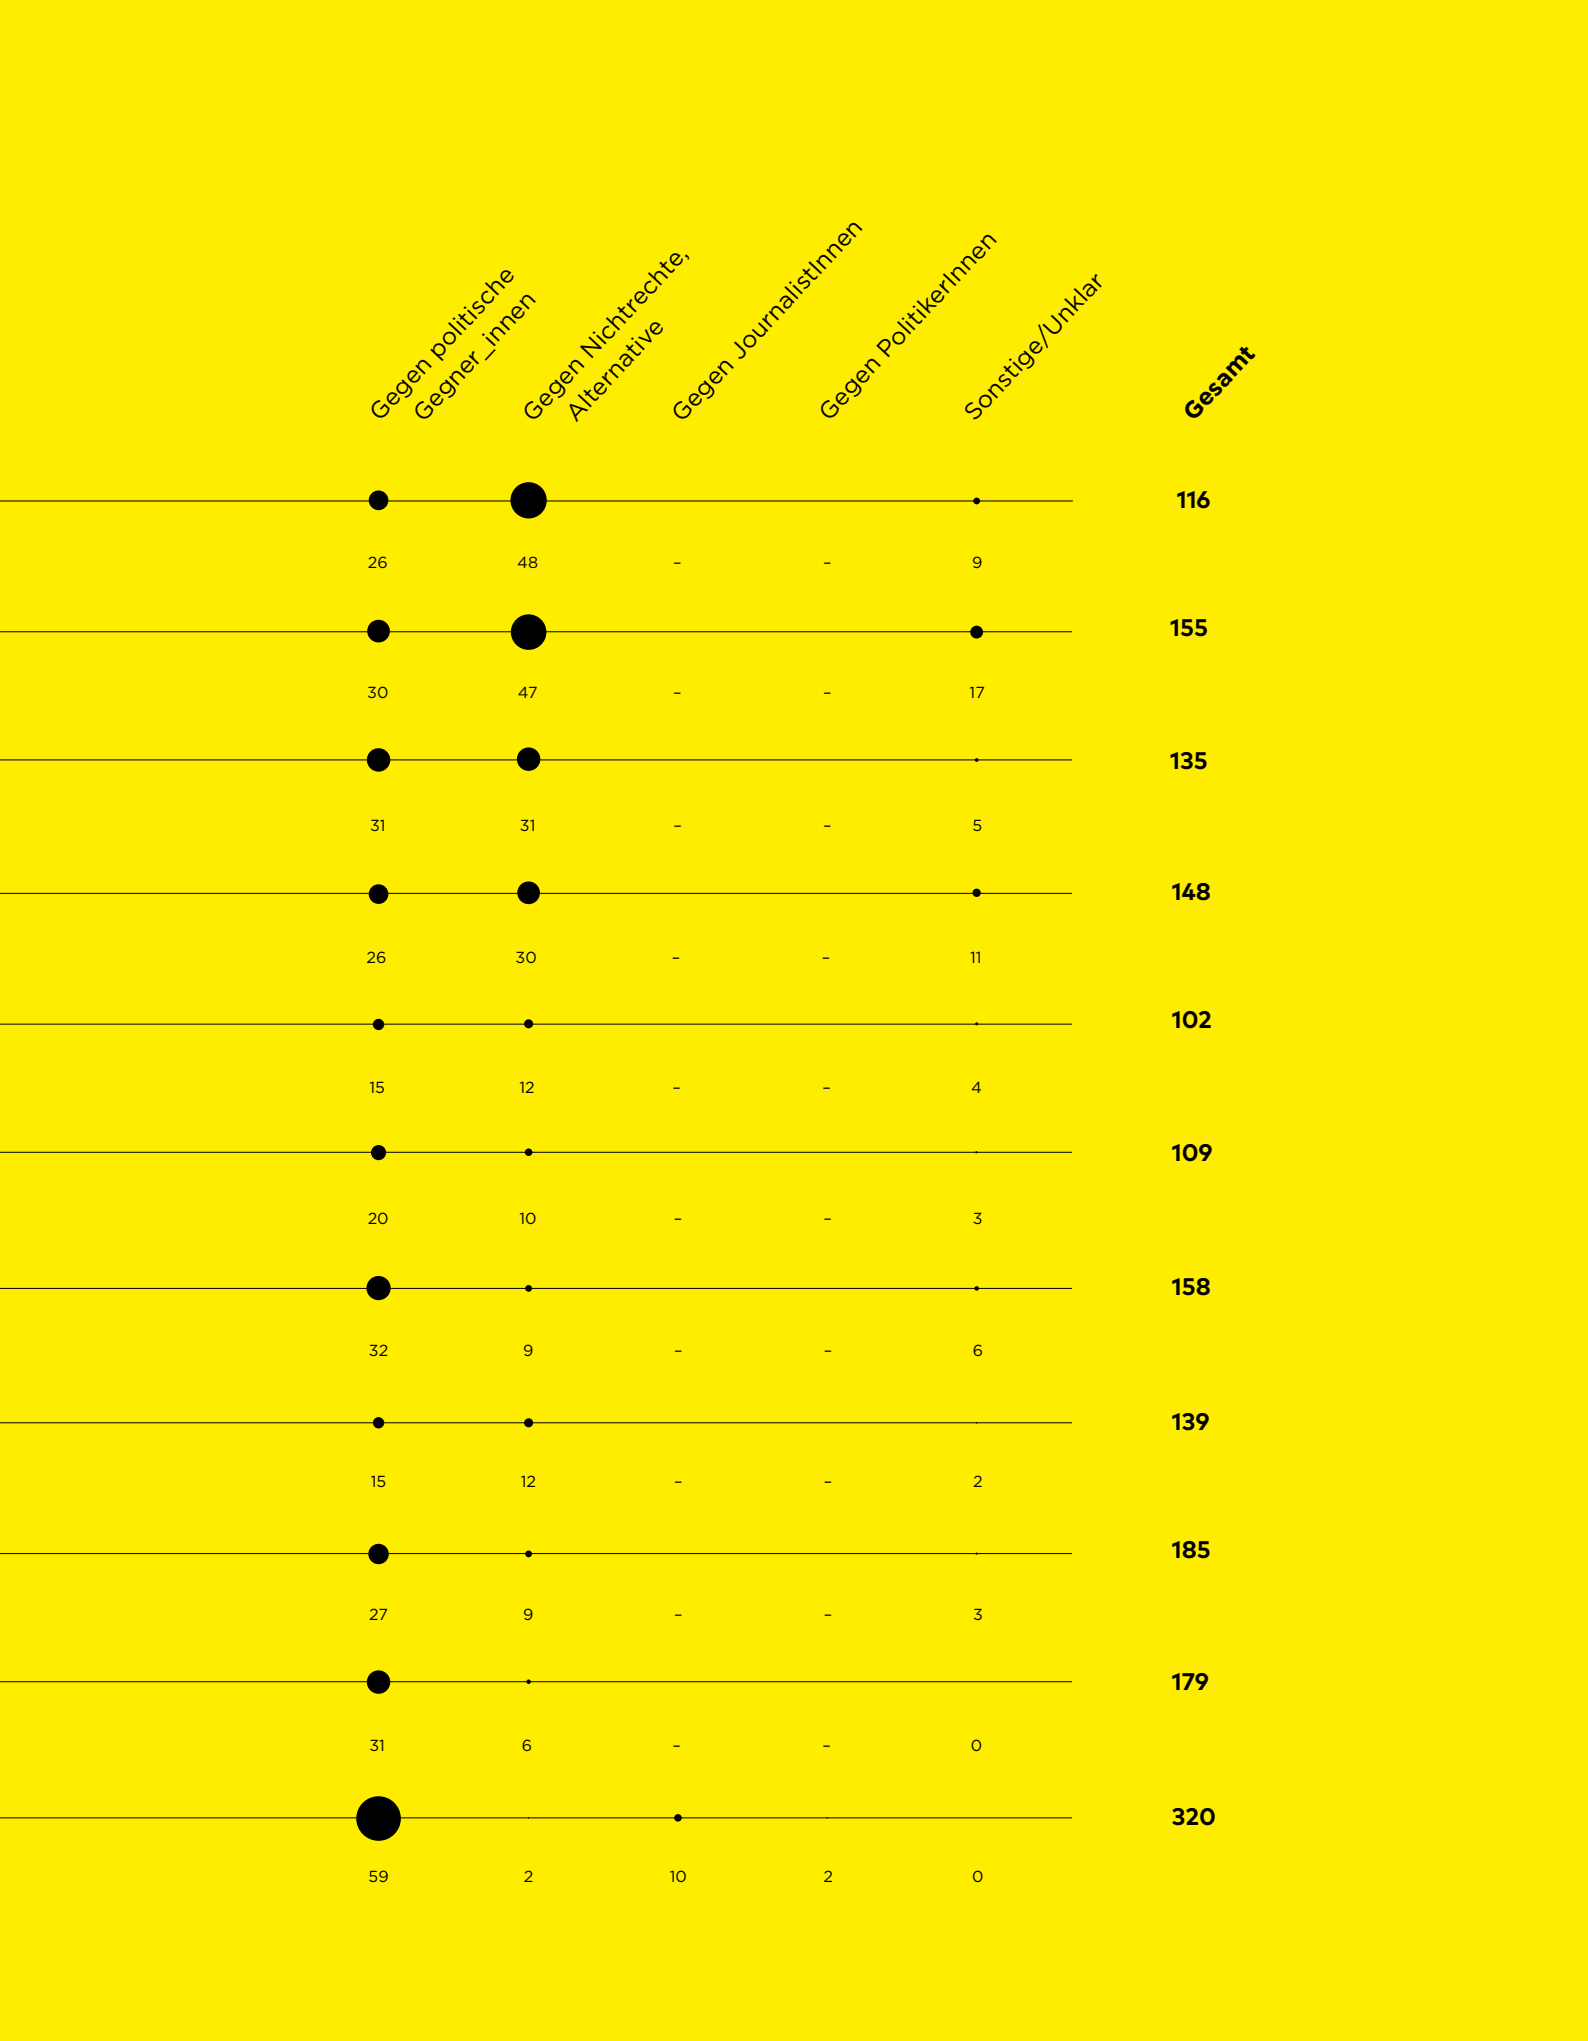 Gegen politische
Gegner_innen
Gegen Nichtrechte,
Alternative
Gegen JournalistInnen
Gegen PolitikerInnen
Sonstige/Unklar
Gesamt
116
26 48 – – 9
155
30 47 – – 17
135
31 31 – – 5
148
26 30 – – 11
102
15 12 – – 4
109
20 10 – – 3
158
32 9 – – 6
139
15 12 – – 2
185
27 9 – – 3
179
31 6 – – 0
320
59 2 10 2 0